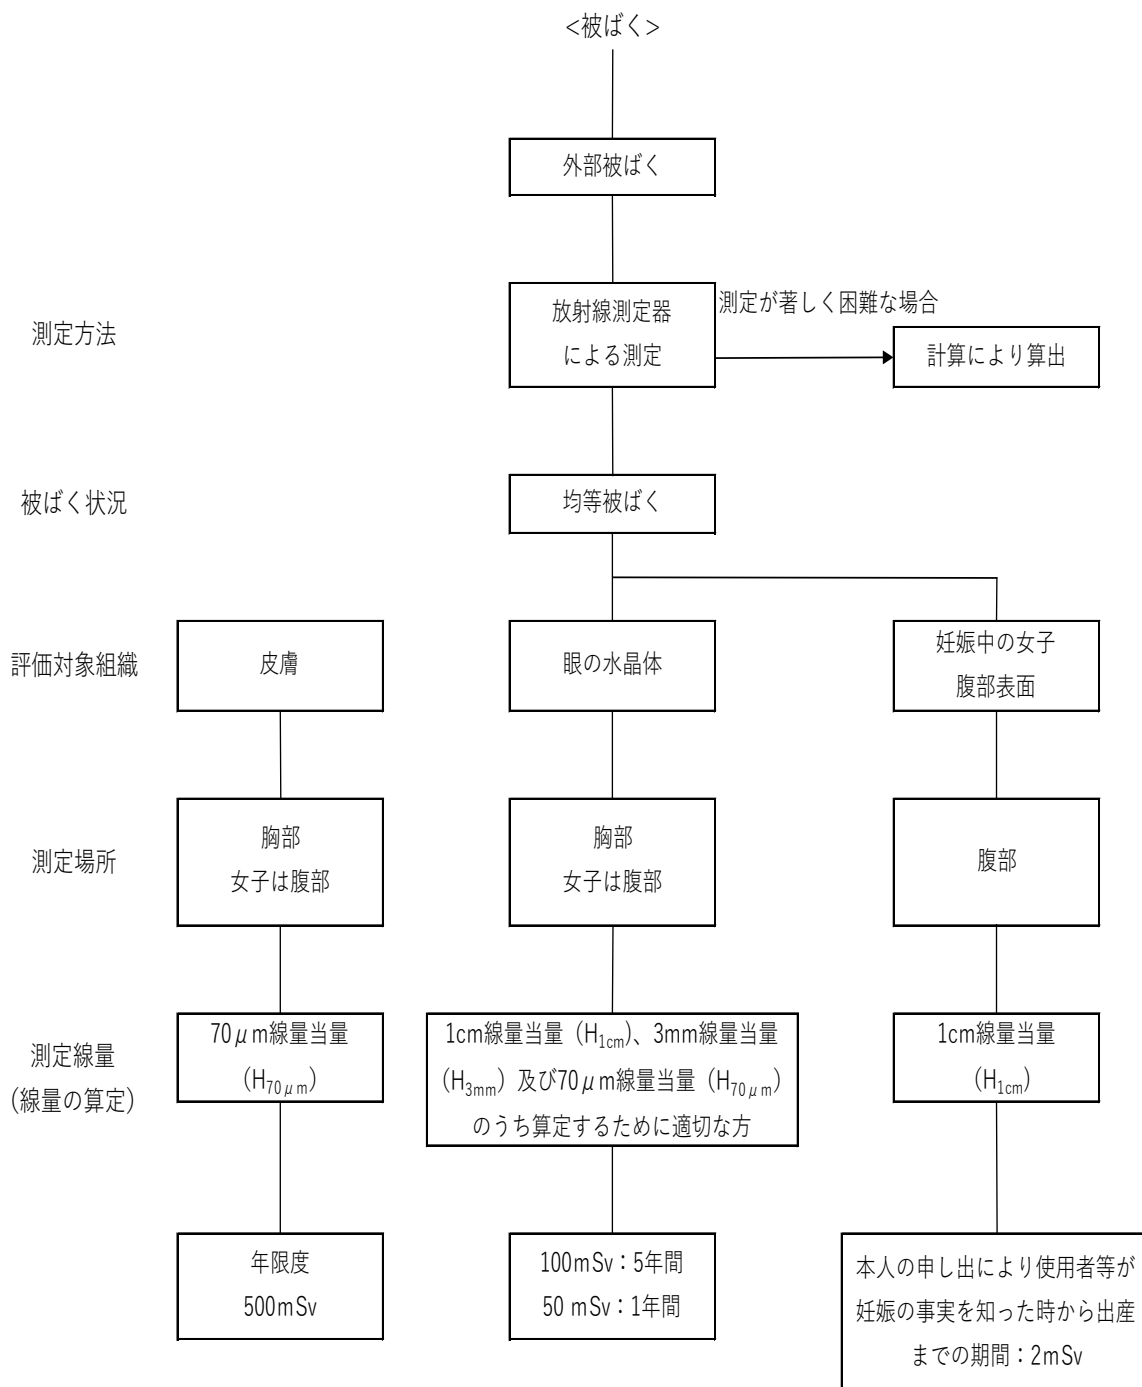 <被ばく>
外部被ばく
測定方法
放射線測定器
による測定
測定が著しく困難な場合
計算により算出
被ばく状況
均等被ばく
評価対象組織
皮膚
眼の水晶体
妊娠中の女子
腹部表面
測定場所
胸部
女子は腹部
胸部
女子は腹部
腹部
測定線量
(線量の算定)
70μm線量当量
（H70μm）
1cm線量当量（H1cm）、3mm線量当量
（H3mm）及び70μm線量当量（H70μm）
のうち算定するために適切な方
1cm線量当量
（H1cm）
年限度
500mSv
100mSv：5年間
50 mSv：1年間
本人の申し出により使用者等が
妊娠の事実を知った時から出産
までの期間：2mSv